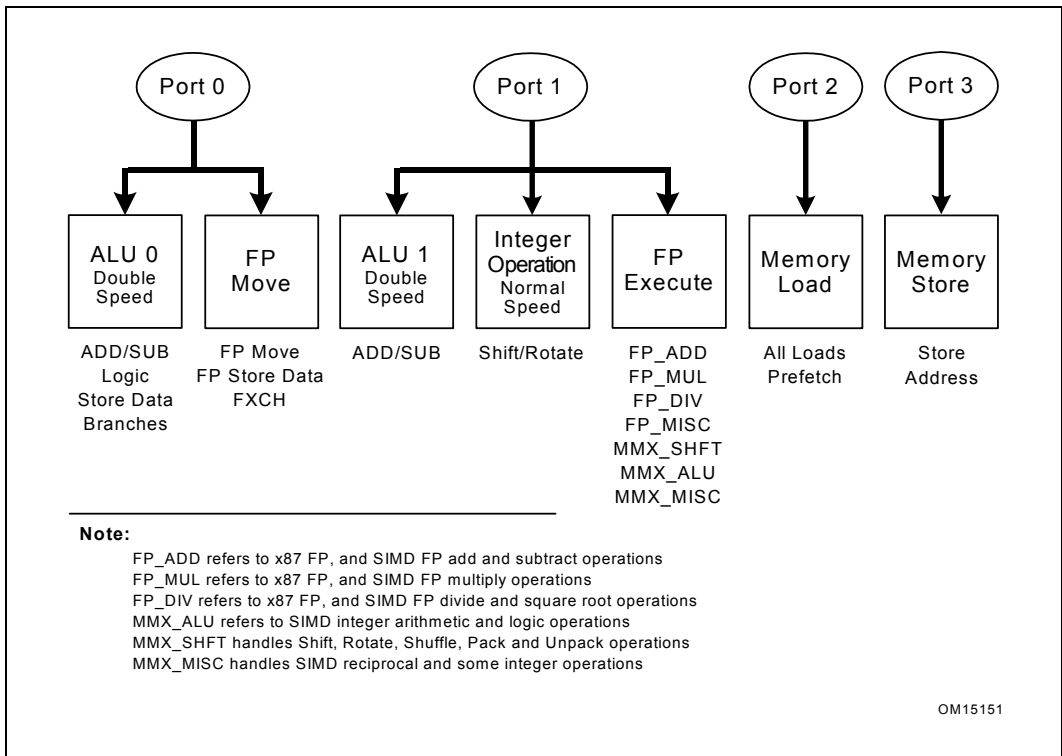 Port 0
Port 1
Port 2
Port 3
ALU 0
Double
Speed
FP
Move
ALU 1
Double
Speed
Integer
Operation
Normal
Speed
FP
Execute
Memory
Load
Memory
Store
ADD/SUB
Logic
Store Data
Branches
FP Move
FP Store Data
FXCH
ADD/SUB
Shift/Rotate
FP_ADD
FP_MUL
FP_DIV
FP_MISC
MMX_SHFT
MMX_ALU
MMX_MISC
All Loads
Prefetch
Store
Address
Note:
FP_ADD refers to x87 FP, and SIMD FP add and subtract operations
FP_MUL refers to x87 FP, and SIMD FP multiply operations
FP_DIV refers to x87 FP, and SIMD FP divide and square root operations
MMX_ALU refers to SIMD integer arithmetic and logic operations
MMX_SHFT handles Shift, Rotate, Shuffle, Pack and Unpack operations
MMX_MISC handles SIMD reciprocal and some integer operations
OM15151